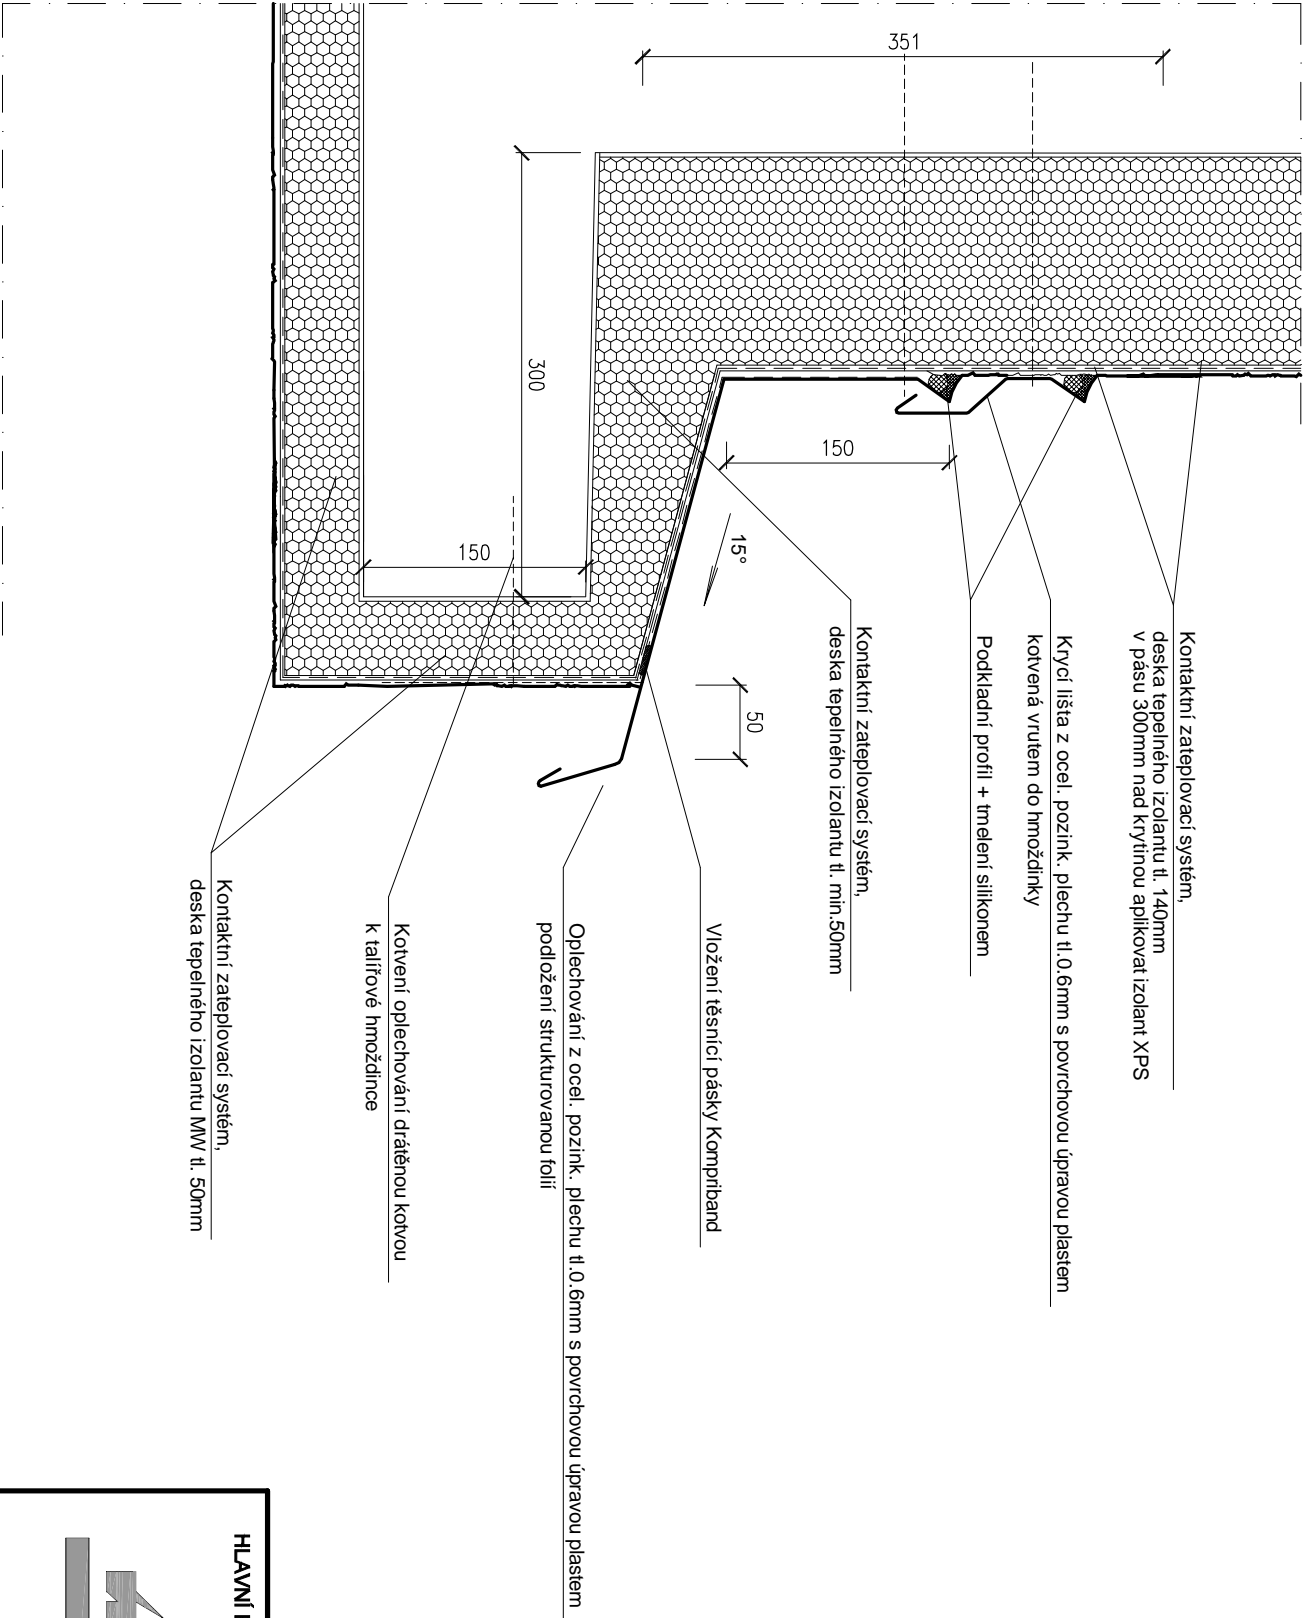 351
300
150
150
15°
50
Kontaktní zateplovací systém,
deska tepelného izolantu tl. 140mm
v pásu 300mm nad krytinou aplikovat izolant XPS
Krycí lišta z ocel. pozink. plechu tl.0.6mm s povrchovou úpravou plastem
kotvená vrutem do hmoždinky
Podkladní profil + tmelení silikonem
Kontaktní zateplovací systém,
deska tepelného izolantu tl. min.50mm
Vložení těsnící pásky Kompriband
Oplechování z ocel. pozink. plechu tl.0.6mm s povrchovou úpravou plastem
podložení strukturovanou folií
Kotvení oplechování drátěnou kotvou
k talířové hmoždince
Kontaktní zateplovací systém,
deska tepelného izolantu MW tl. 50mm
HLAVNÍ